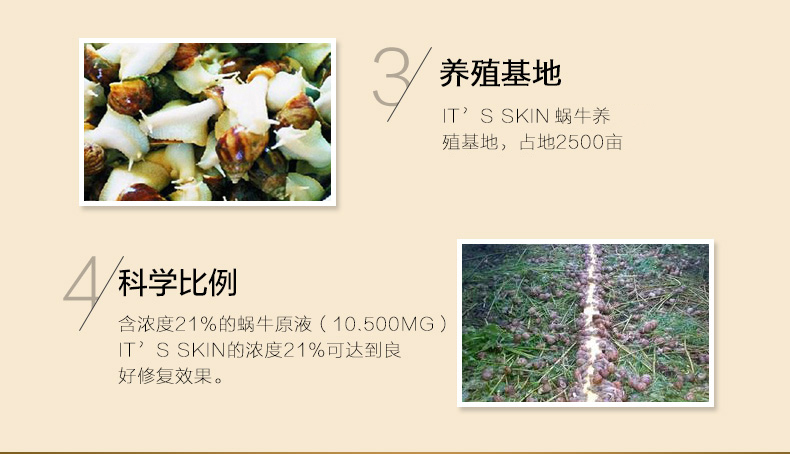 3
养殖基地
IT’S SKIN 蜗牛养
殖基地，占地2500亩
4
科学比例
含浓度21%的蜗牛原液（10.500MG）
IT’S SKIN的浓度21%可达到良
好修复效果。